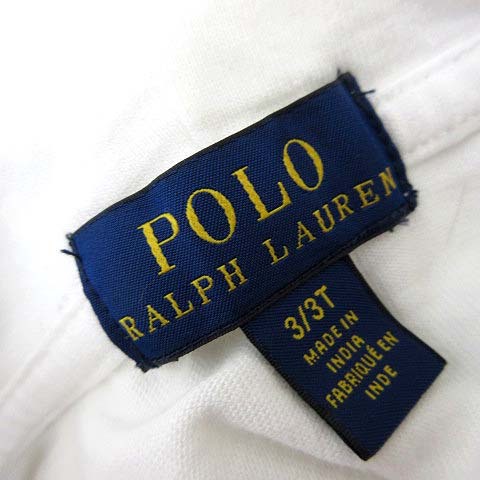 POLO
RALPH LAUREN
3/3T
MADE IN
INDIA
FABRIQUÉ EN
INDE